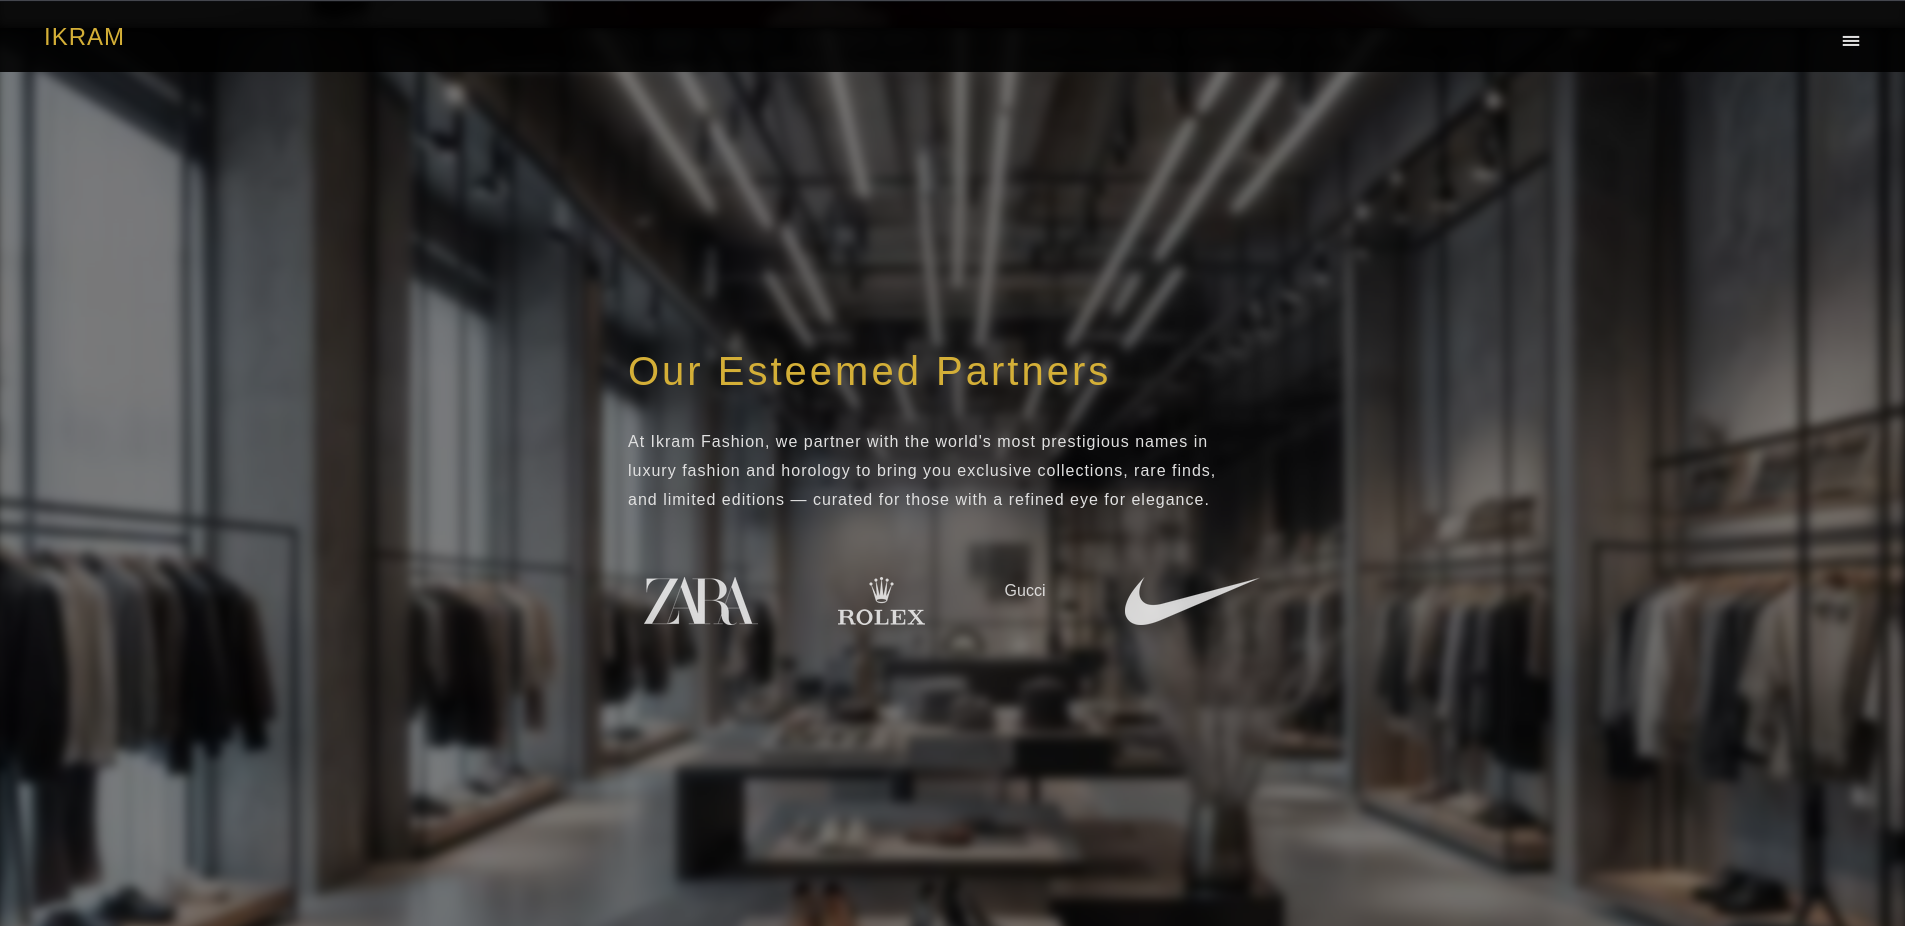 IKRAM
Our Esteemed Partners
At Ikram Fashion, we partner with the world's most prestigious names in
luxury fashion and horology to bring you exclusive collections, rare finds,
and limited editions — curated for those with a refined eye for elegance.
ZARA
ROLEX
Gucci